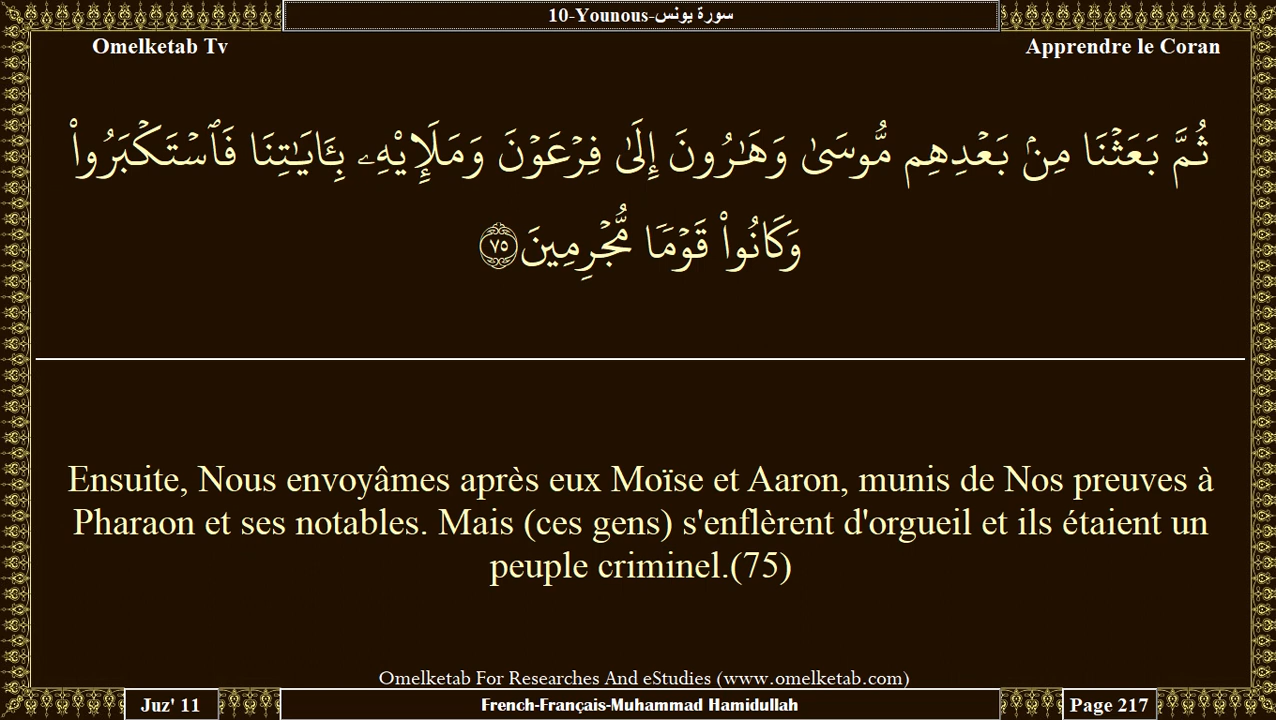 10-Younous-سورة يونس
Omelketab Tv
Apprendre le Coran
ثُمَّ بَعَثۡنَا مِنۢ بَعۡدِهِم مُّوسَىٰ وَهَٰرُونَ إِلَىٰ فِرۡعَوۡنَ وَمَلَإِيْهِۦ بِـَٔايَٰتِنَا فَٱسۡتَكۡبَرُواْ
وَكَانُواْ قَوۡمٗا مُّجۡرِمِينَ ٧٥
Ensuite, Nous envoyâmes après eux Moïse et Aaron, munis de Nos preuves à
Pharaon et ses notables. Mais (ces gens) s'enflèrent d'orgueil et ils étaient un
peuple criminel.(75)
Omelketab For Researches And eStudies (www.omelketab.com)
Juz' 11
French-Français-Muhammad Hamidullah
Page 217